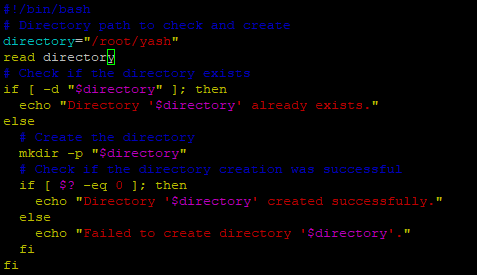 #!/bin/bash
# Directory path to check and create
directory="/root/yash"
read directory
# Check if the directory exists
if [ -d "$directory" ]; then
  echo "Directory '$directory' already exists."
else
  # Create the directory
  mkdir -p "$directory"
  # Check if the directory creation was successful
  if [ $? -eq 0 ]; then
    echo "Directory '$directory' created successfully."
  else
    echo "Failed to create directory '$directory'."
  fi
fi